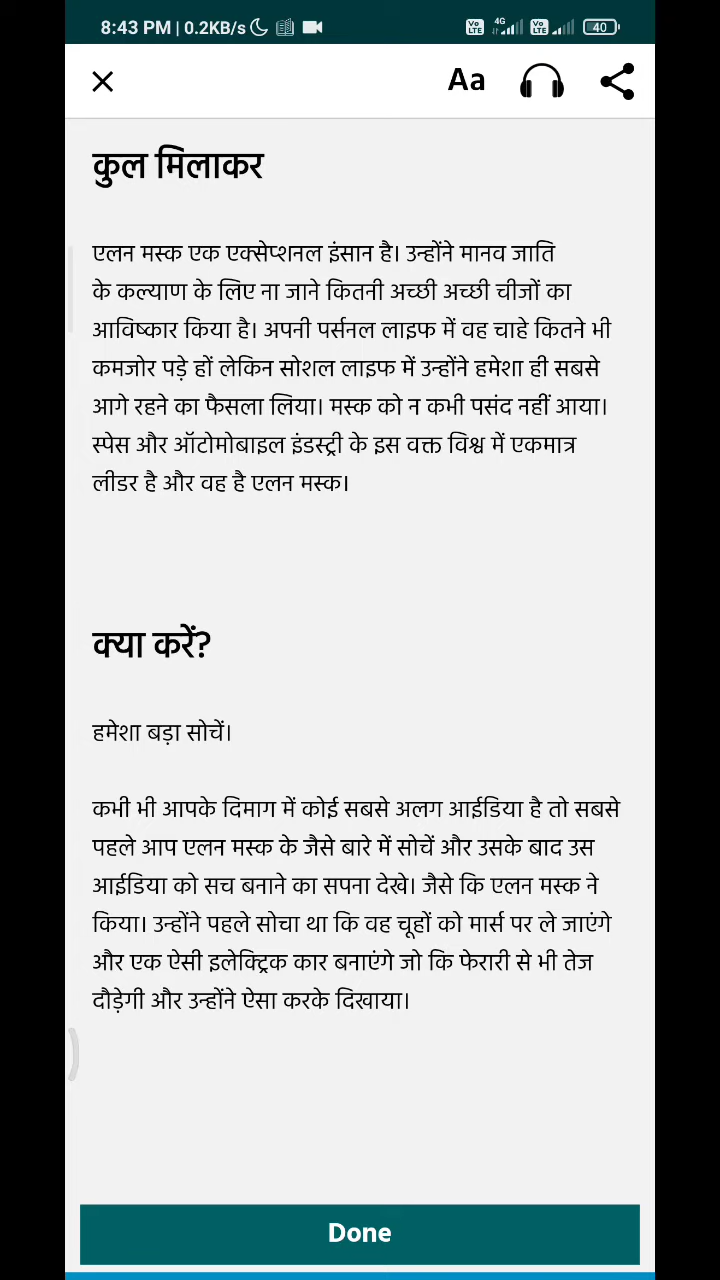 8:43 PM | 0.2KB/s 4G 40
Aa
कुल मिलाकर
एलन मस्क एक एक्सेप्शनल इंसान है। उन्होंने मानव जाति
के कल्याण के लिए ना जाने कितनी अच्छी अच्छी चीजों का
आविष्कार किया है। अपनी पर्सनल लाइफ में वह चाहे कितने भी
कमजोर पड़े हों लेकिन सोशल लाइफ में उन्होंने हमेशा ही सबसे
आगे रहने का फैसला लिया। मस्क को न कभी पसंद नहीं आया।
स्पेस और ऑटोमोबाइल इंडस्ट्री के इस वक्त विश्व में एकमात्र
लीडर है और वह है एलन मस्क।
क्या करें?
हमेशा बड़ा सोचें।
कभी भी आपके दिमाग में कोई सबसे अलग आईडिया है तो सबसे
पहले आप एलन मस्क के जैसे बारे में सोचें और उसके बाद उस
आईडिया को सच बनाने का सपना देखे। जैसे कि एलन मस्क ने
किया। उन्होंने पहले सोचा था कि वह चूहों को मार्स पर ले जाएंगे
और एक ऐसी इलेक्ट्रिक कार बनाएंगे जो कि फेरारी से भी तेज
दौड़ेगी और उन्होंने ऐसा करके दिखाया।
Done